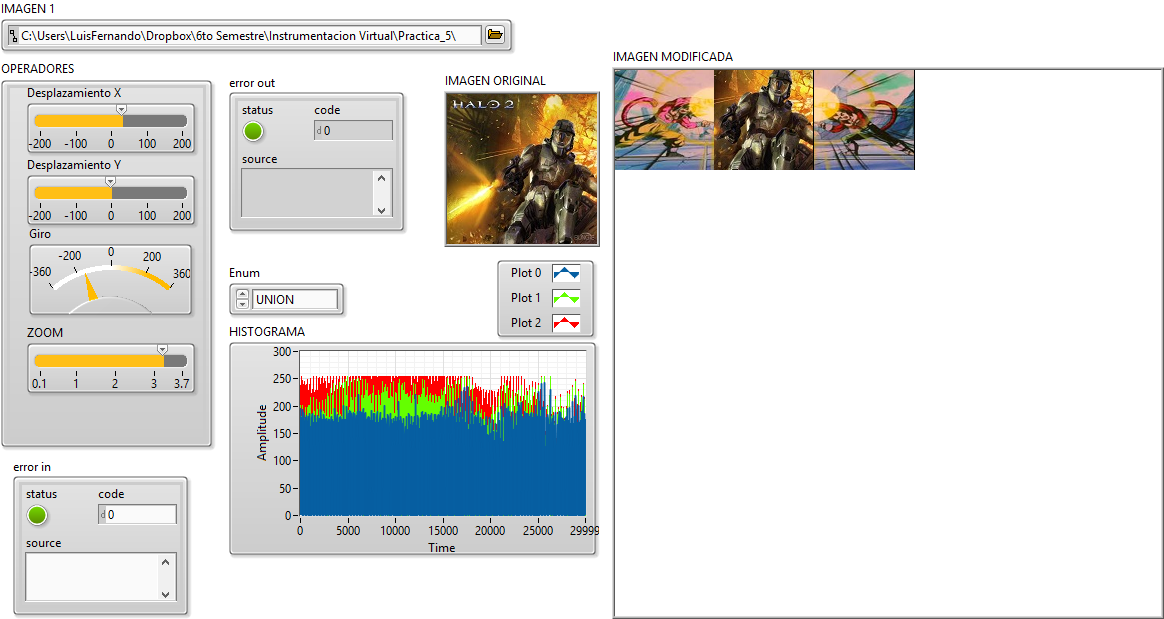 IMAGEN 1
C:\Users\LuisFernando\Dropbox\6to Semestre\Instrumentacion Virtual\Practica_5\
OPERADORES
Desplazamiento X
-200 -100 0 100 200
Desplazamiento Y
-200 -100 0 100 200
Giro
-360 -200 0 200 360
ZOOM
0.1 1 2 3 3.7
error in
status code
d 0
source
error out
status code
d 0
source
Enum
UNION
IMAGEN ORIGINAL
HALO 2
BUNGIE
Plot 0
Plot 1
Plot 2
HISTOGRAMA
Amplitude
300
250
200
150
100
50
0
0 5000 10000 15000 20000 25000 29999
Time
IMAGEN MODIFICADA